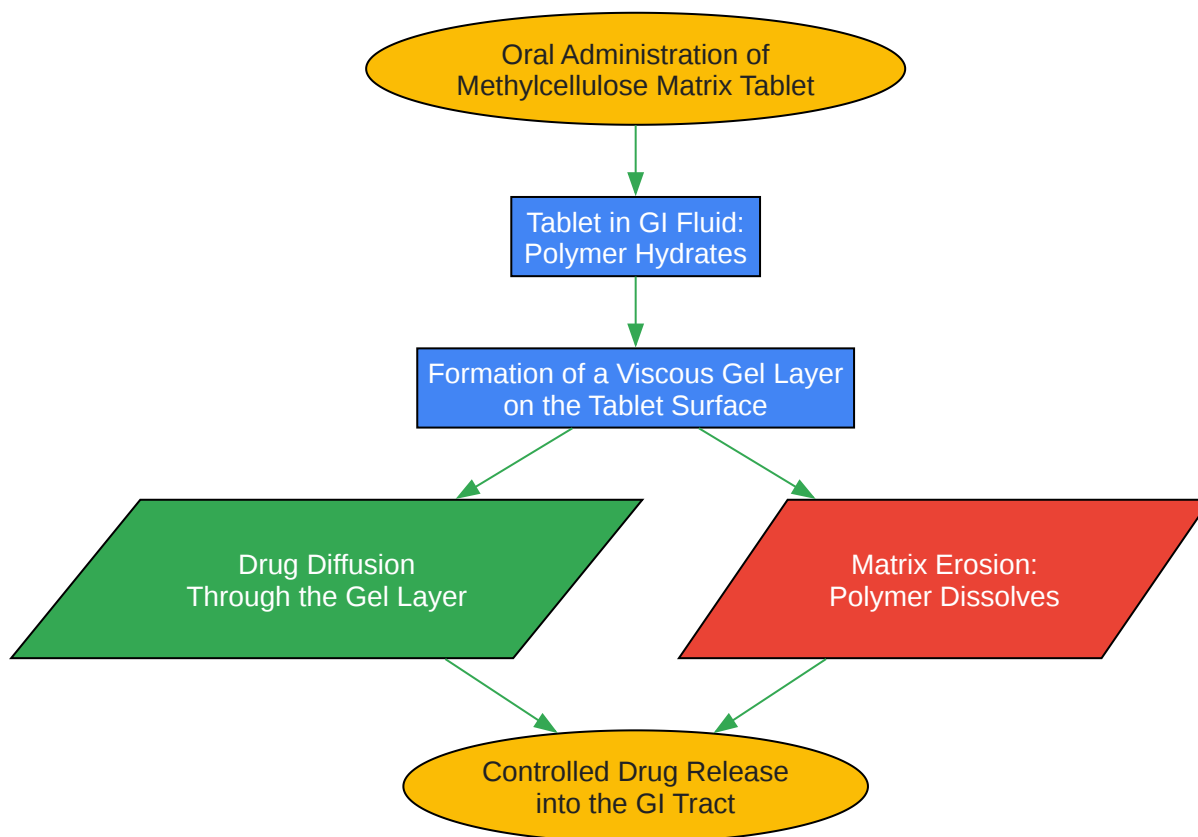 Oral Administration of
Methylcellulose Matrix Tablet
Tablet in GI Fluid:
Polymer Hydrates
Formation of a Viscous Gel Layer
on the Tablet Surface
Drug Diffusion
Through the Gel Layer
Matrix Erosion:
Polymer Dissolves
Controlled Drug Release
into the GI Tract